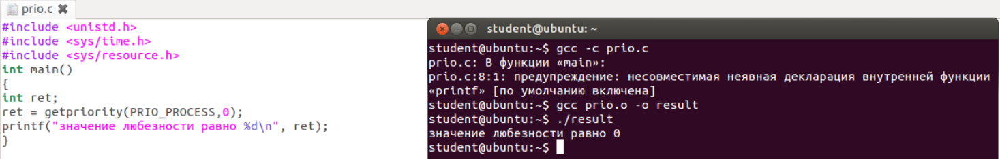 prio.c ✖
#include <unistd.h>
#include <sys/time.h>
#include <sys/resource.h>
int main()
{
int ret;
ret = getpriority(PRIO_PROCESS,0);
printf("значение любезности равно %d\n", ret);
}
student@ubuntu: ~
student@ubuntu:~$ gcc -c prio.c
prio.c: В функции «main»:
prio.c:8:1: предупреждение: несовместимая неявная декларация внутренней функции
«printf» [по умолчанию включена]
student@ubuntu:~$ gcc prio.o -o result
student@ubuntu:~$ ./result
значение любезности равно 0
student@ubuntu:~$